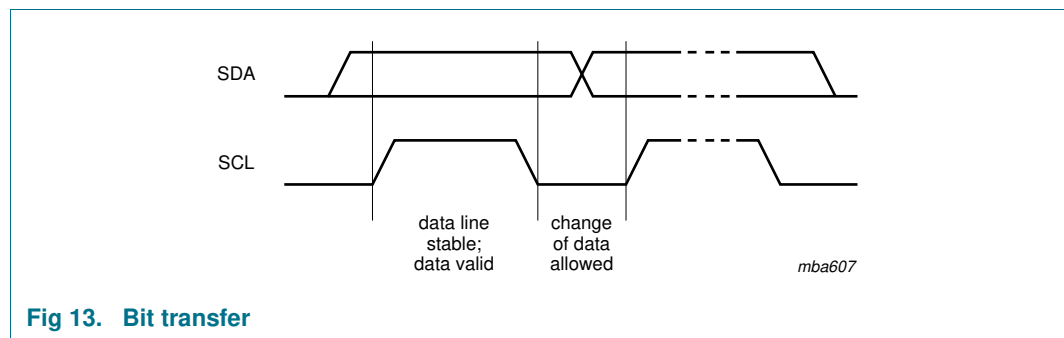 SDA
SCL
data line
stable;
data valid
change
of data
allowed
mba607
Fig 13. Bit transfer